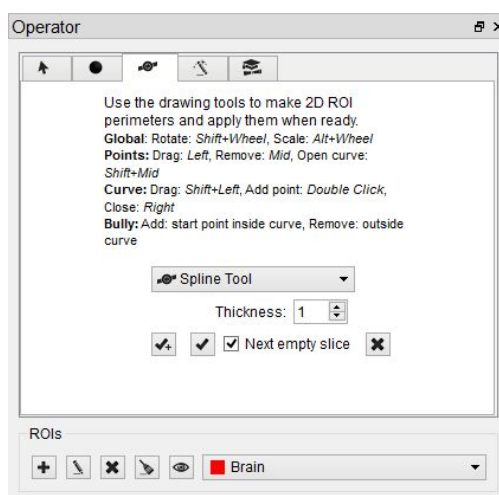 Operator
Use the drawing tools to make 2D ROI
perimeters and apply them when ready.
Global: Rotate: Shift+Wheel, Scale: Alt+Wheel
Points: Drag: Left, Remove: Mid, Open curve:
Shift+Mid
Curve: Drag: Shift+Left, Add point: Double Click,
Close: Right
Bully: Add: start point inside curve, Remove: outside
curve
Spline Tool
Thickness: 1
Next empty slice
ROIs
Brain